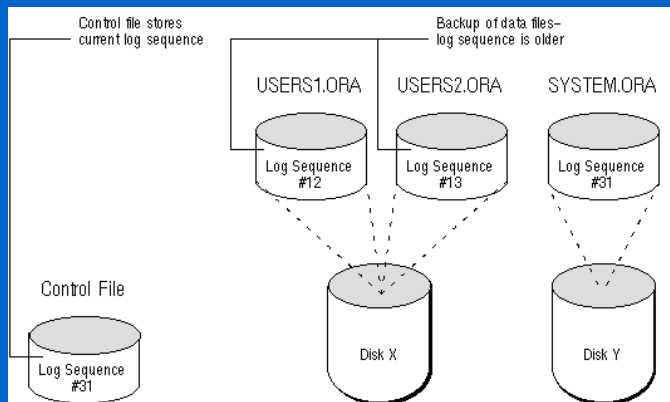 Control file stores
current log sequence
Backup of data files–
log sequence is older
USERS1.ORA
USERS2.ORA
SYSTEM.ORA
Log Sequence
#12
Log Sequence
#13
Log Sequence
#31
Control File
Log Sequence
#31
Disk X
Disk Y